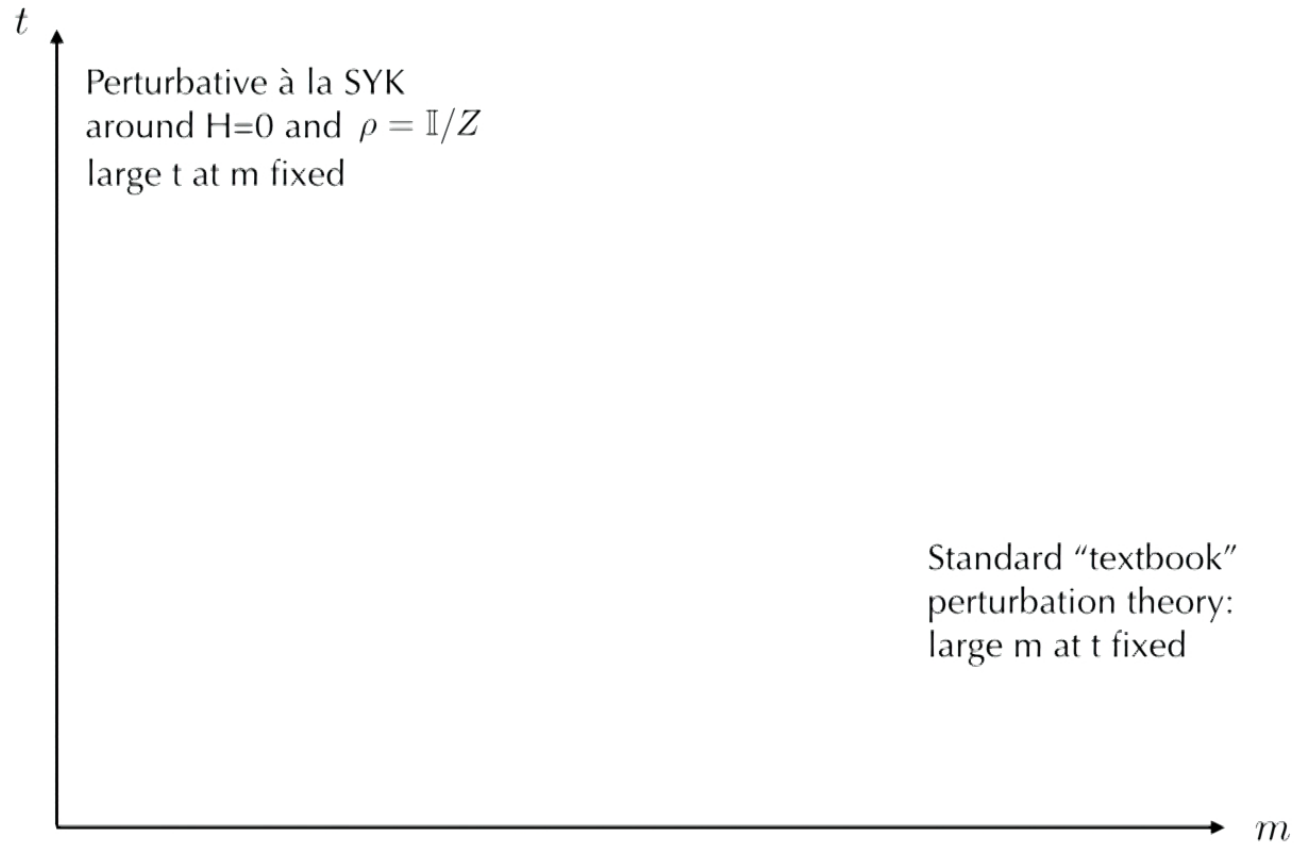 t
Perturbative à la SYK
around H=0 and ρ = 𝕀/Z
large t at m fixed
Standard “textbook”
perturbation theory:
large m at t fixed
m